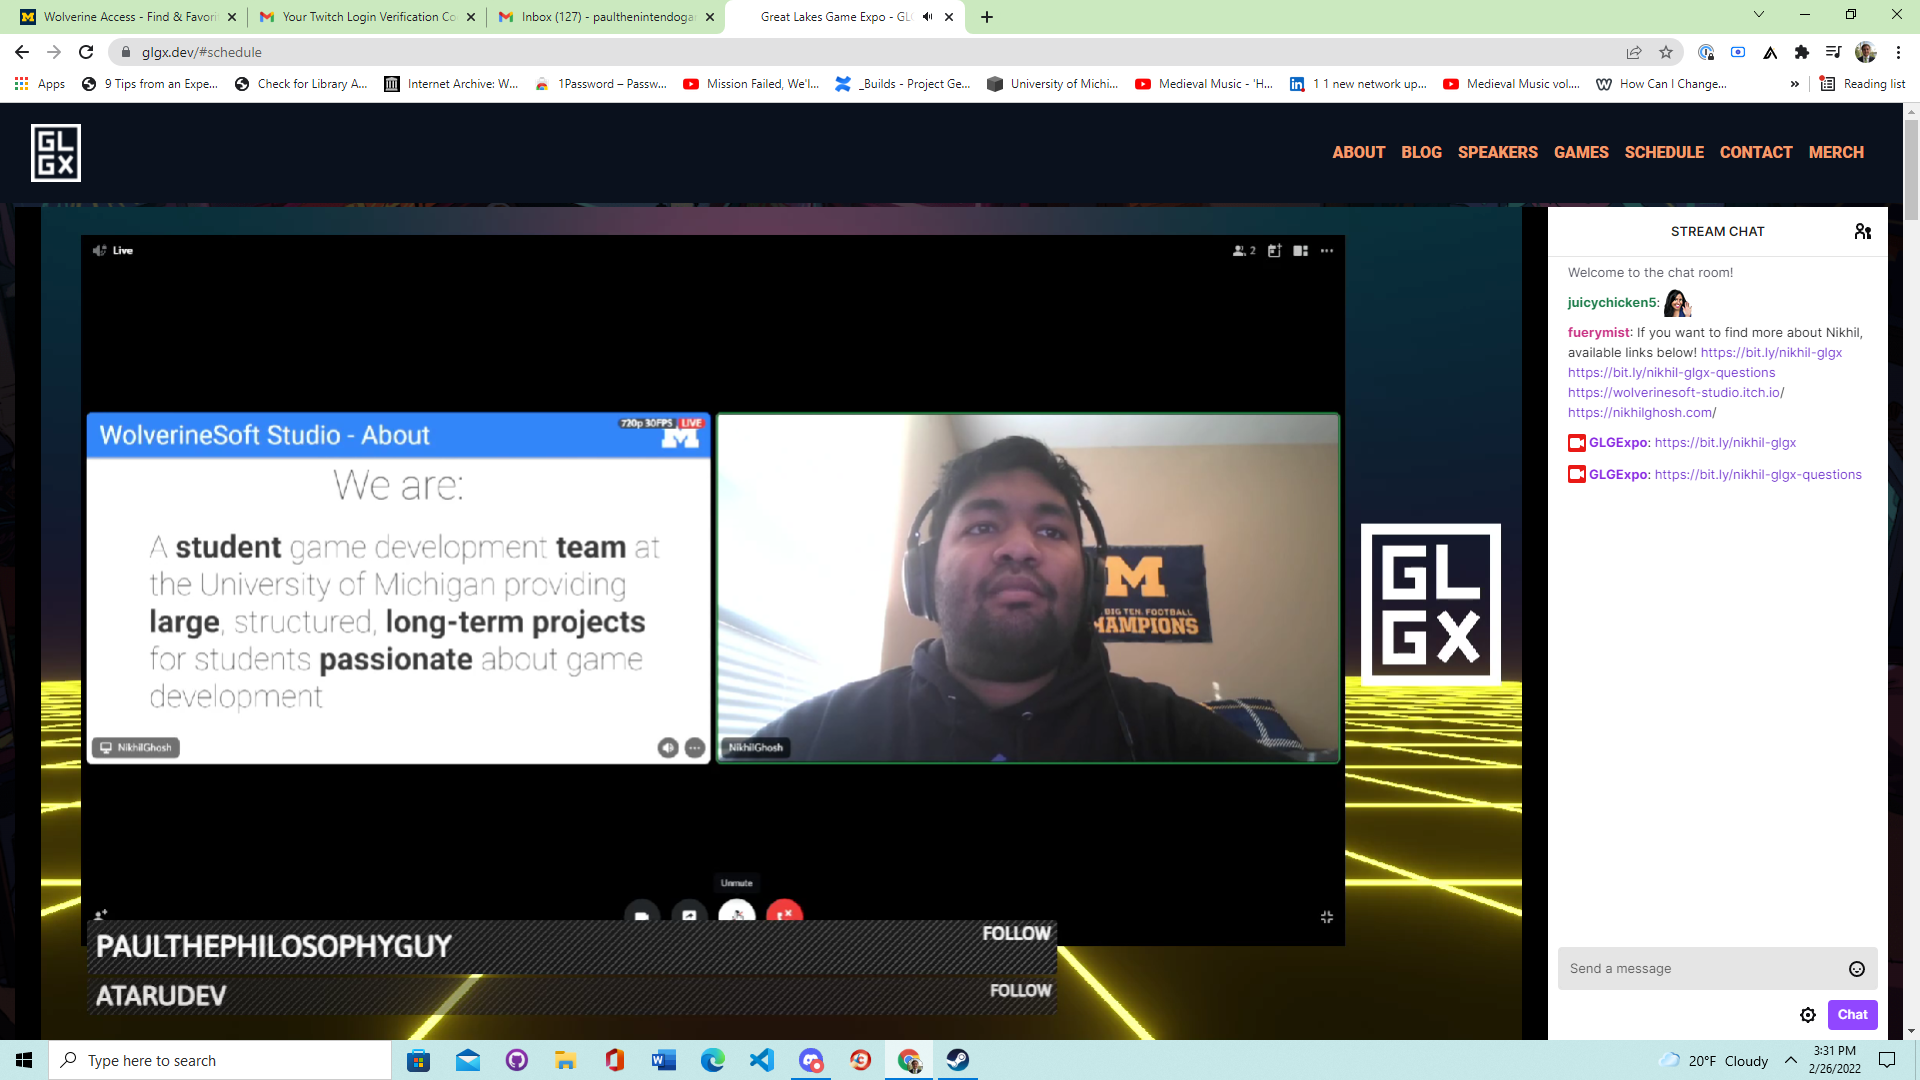 Wolverine Access - Find & Favori
Your Twitch Login Verification Co
Inbox (127) - paulthenintendoga
Great Lakes Game Expo - GLG
glgx.dev/#schedule
Apps
9 Tips from an Expe...
Check for Library A...
Internet Archive: W...
1Password – Passw...
Mission Failed, We'l...
_Builds - Project Ge...
University of Michi...
Medieval Music - 'H...
1 1 new network up...
Medieval Music vol....
How Can I Change...
»
Reading list
GL
GX
ABOUT
BLOG
SPEAKERS
GAMES
SCHEDULE
CONTACT
MERCH
Live
2
WolverineSoft Studio - About
720p 30FPS LIVE
We are:
A student game development team at
the University of Michigan providing
large, structured, long-term projects
for students passionate about game
development
NikhilGhosh
M
BIG TEN FOOTBALL
HAMPIONS
NikhilGhosh
GL
GX
Unmute
PAULTHEPHILOSOPHYGUY
FOLLOW
ATARUDEV
FOLLOW
STREAM CHAT
Welcome to the chat room!
juicychicken5:
fuerymist: If you want to find more about Nikhil,
available links below! https://bit.ly/nikhil-glgx
https://bit.ly/nikhil-glgx-questions
https://wolverinesoft-studio.itch.io/
https://nikhilghosh.com/
GLGExpo: https://bit.ly/nikhil-glgx
GLGExpo: https://bit.ly/nikhil-glgx-questions
Send a message
Chat
Type here to search
20°F Cloudy
3:31 PM
2/26/2022